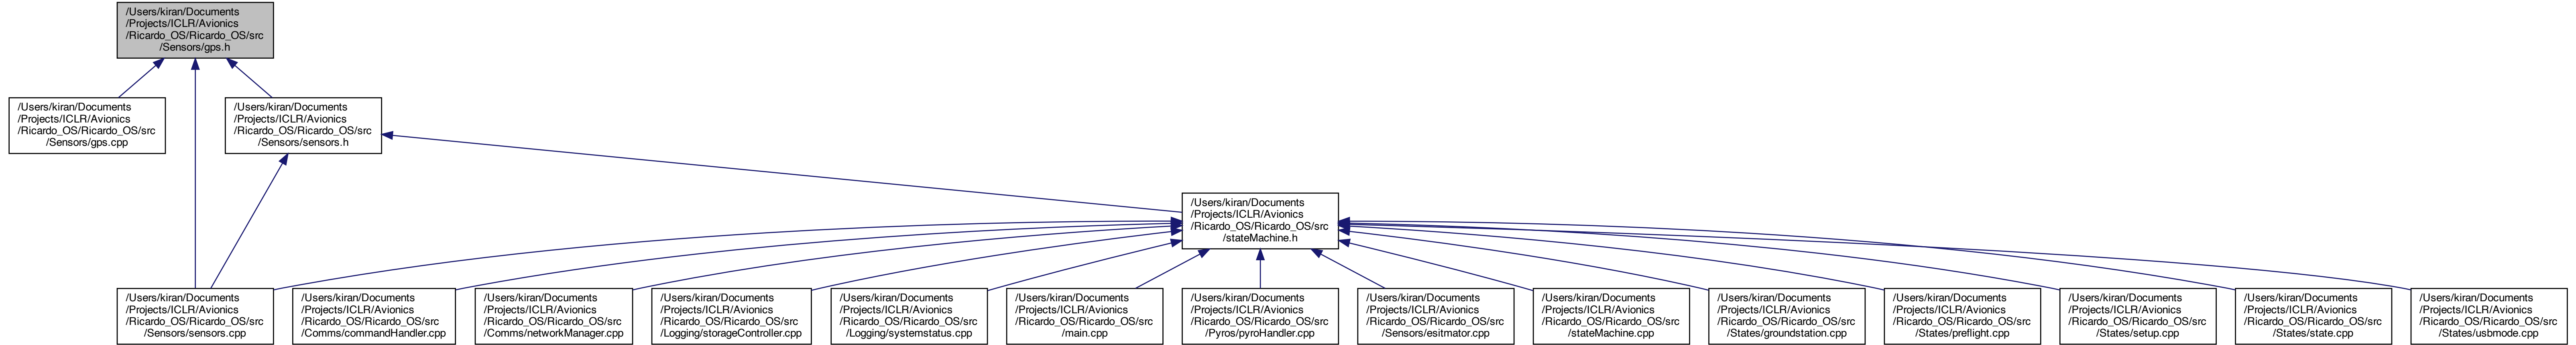 /Users/kiran/Documents
/Projects/ICLR/Avionics
/Ricardo_OS/Ricardo_OS/src
/Sensors/gps.h
/Users/kiran/Documents
/Projects/ICLR/Avionics
/Ricardo_OS/Ricardo_OS/src
/Sensors/gps.cpp
/Users/kiran/Documents
/Projects/ICLR/Avionics
/Ricardo_OS/Ricardo_OS/src
/Sensors/sensors.h
/Users/kiran/Documents
/Projects/ICLR/Avionics
/Ricardo_OS/Ricardo_OS/src
/stateMachine.h
/Users/kiran/Documents
/Projects/ICLR/Avionics
/Ricardo_OS/Ricardo_OS/src
/Sensors/sensors.cpp
/Users/kiran/Documents
/Projects/ICLR/Avionics
/Ricardo_OS/Ricardo_OS/src
/Comms/commandHandler.cpp
/Users/kiran/Documents
/Projects/ICLR/Avionics
/Ricardo_OS/Ricardo_OS/src
/Comms/networkManager.cpp
/Users/kiran/Documents
/Projects/ICLR/Avionics
/Ricardo_OS/Ricardo_OS/src
/Logging/storageController.cpp
/Users/kiran/Documents
/Projects/ICLR/Avionics
/Ricardo_OS/Ricardo_OS/src
/Logging/systemstatus.cpp
/Users/kiran/Documents
/Projects/ICLR/Avionics
/Ricardo_OS/Ricardo_OS/src
/main.cpp
/Users/kiran/Documents
/Projects/ICLR/Avionics
/Ricardo_OS/Ricardo_OS/src
/Pyros/pyroHandler.cpp
/Users/kiran/Documents
/Projects/ICLR/Avionics
/Ricardo_OS/Ricardo_OS/src
/Sensors/esitmator.cpp
/Users/kiran/Documents
/Projects/ICLR/Avionics
/Ricardo_OS/Ricardo_OS/src
/stateMachine.cpp
/Users/kiran/Documents
/Projects/ICLR/Avionics
/Ricardo_OS/Ricardo_OS/src
/States/groundstation.cpp
/Users/kiran/Documents
/Projects/ICLR/Avionics
/Ricardo_OS/Ricardo_OS/src
/States/preflight.cpp
/Users/kiran/Documents
/Projects/ICLR/Avionics
/Ricardo_OS/Ricardo_OS/src
/States/setup.cpp
/Users/kiran/Documents
/Projects/ICLR/Avionics
/Ricardo_OS/Ricardo_OS/src
/States/state.cpp
/Users/kiran/Documents
/Projects/ICLR/Avionics
/Ricardo_OS/Ricardo_OS/src
/States/usbmode.cpp